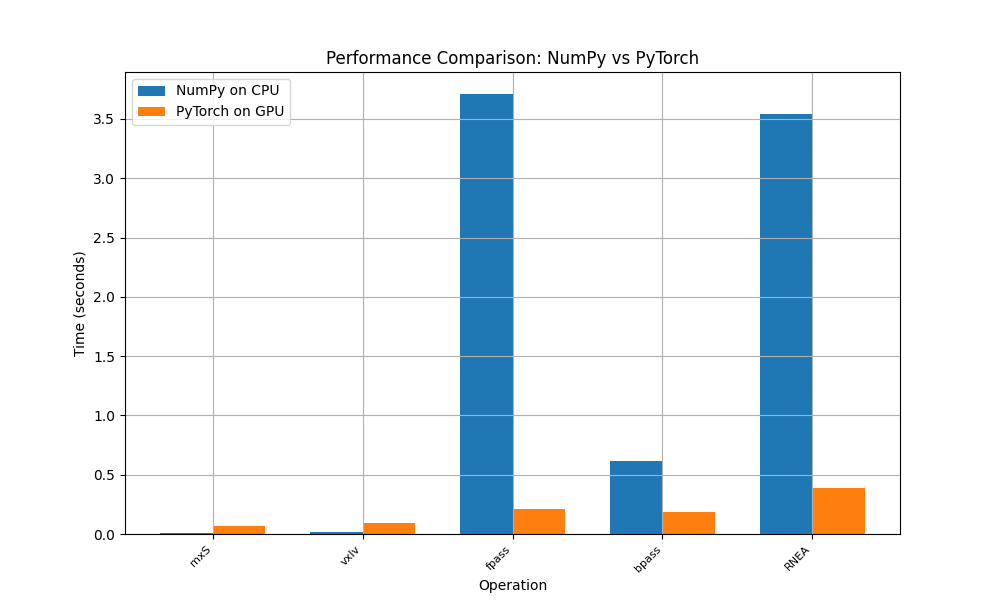 Performance Comparison: NumPy vs PyTorch
NumPy on CPU
PyTorch on GPU
3.5
3.0
2.5
2.0
1.5
1.0
0.5
0.0
Time (seconds)
mxS
vxIv
fpass
bpass
RNEA
Operation